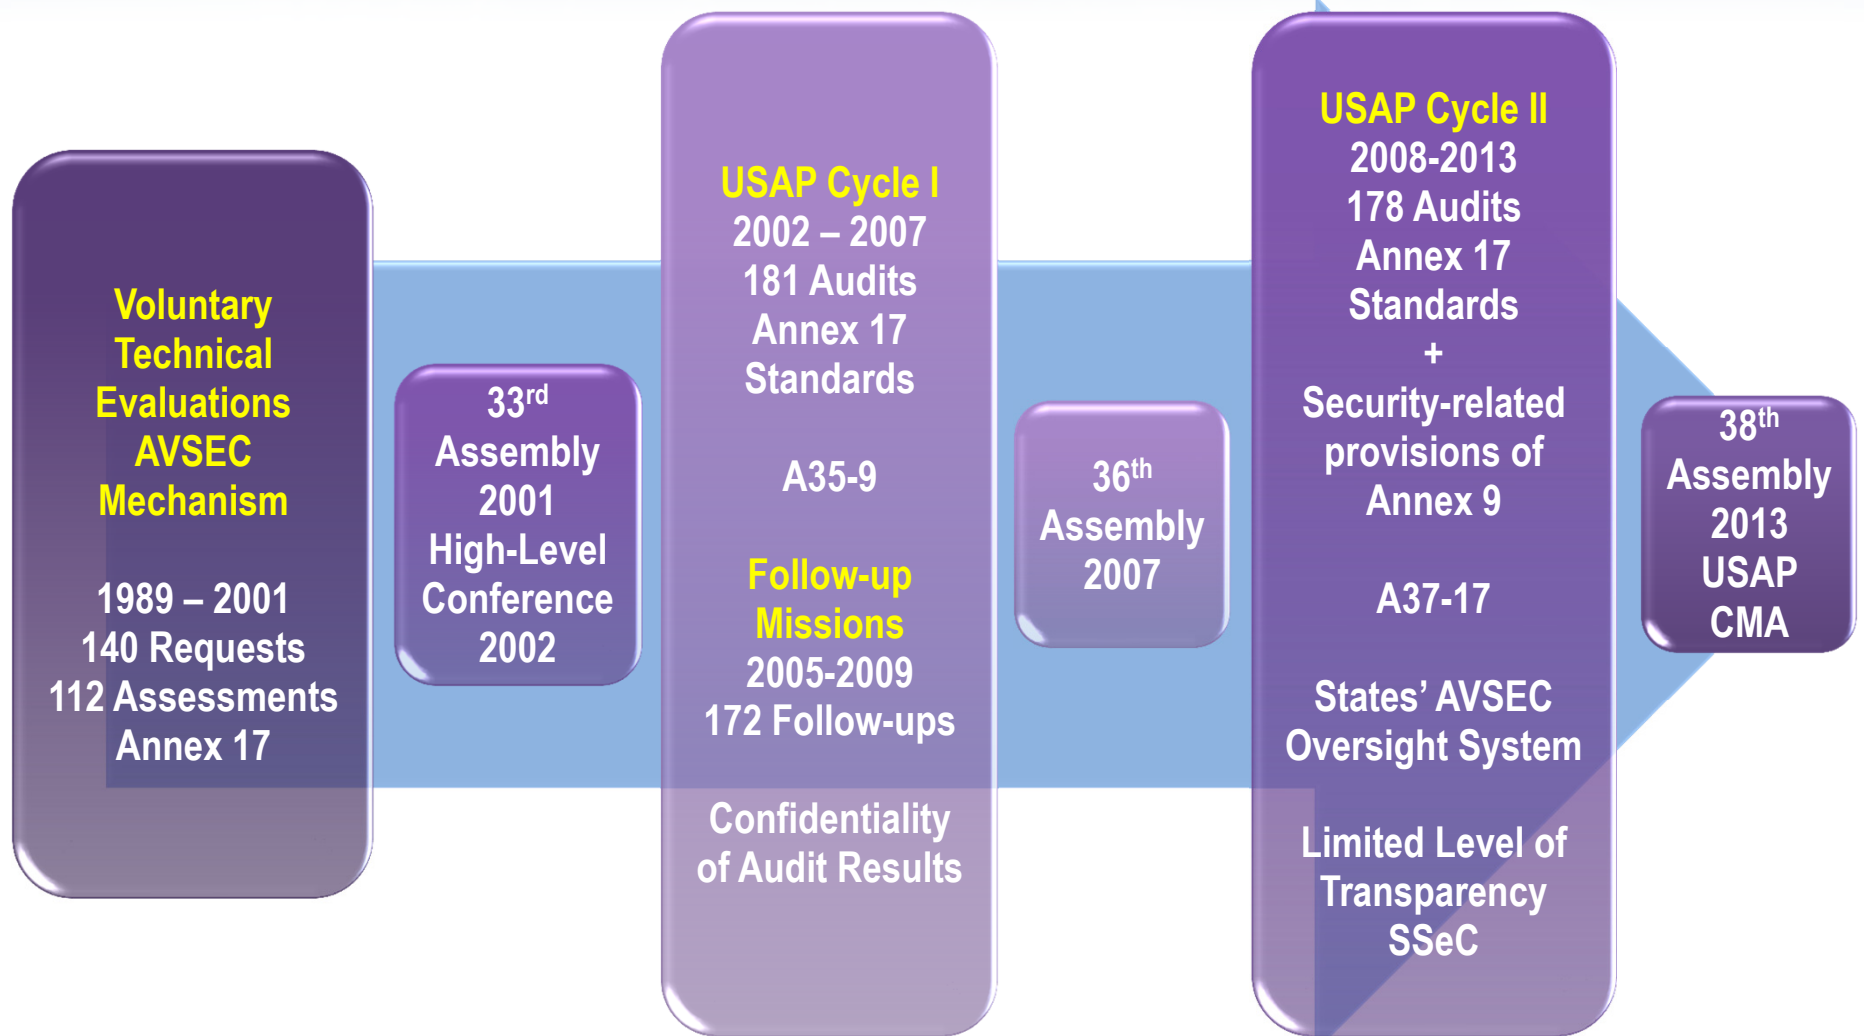 Voluntary
Technical
Evaluations
AVSEC
Mechanism
1989 – 2001
140 Requests
112 Assessments
Annex 17
33rd
Assembly
2001
High-Level
Conference
2002
USAP Cycle I
2002 – 2007
181 Audits
Annex 17
Standards
A35-9
Follow-up
Missions
2005-2009
172 Follow-ups
Confidentiality
of Audit Results
36th
Assembly
2007
USAP Cycle II
2008-2013
178 Audits
Annex 17
Standards
+
Security-related
provisions of
Annex 9
A37-17
States’ AVSEC
Oversight System
Limited Level of
Transparency
SSeC
38th
Assembly
2013
USAP
CMA